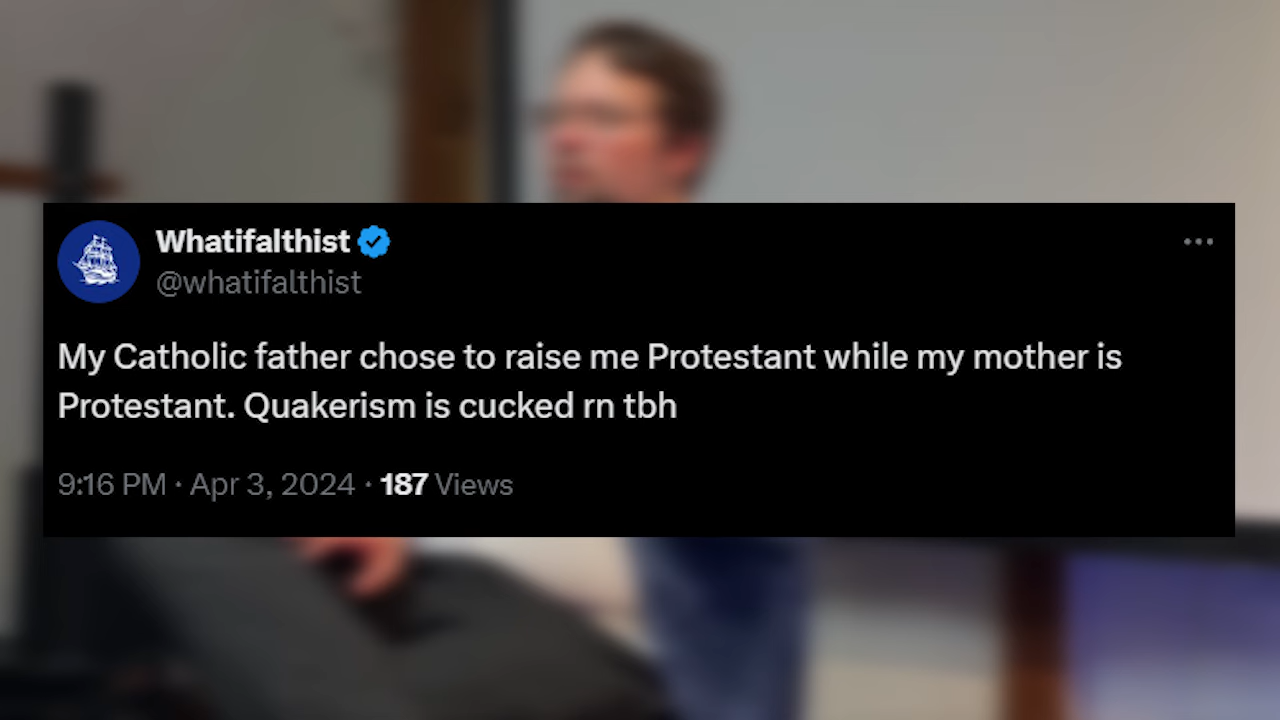 Whatifalthist
@whatifalthist
My Catholic father chose to raise me Protestant while my mother is
Protestant. Quakerism is cucked rn tbh
9:16 PM · Apr 3, 2024 · 187 Views